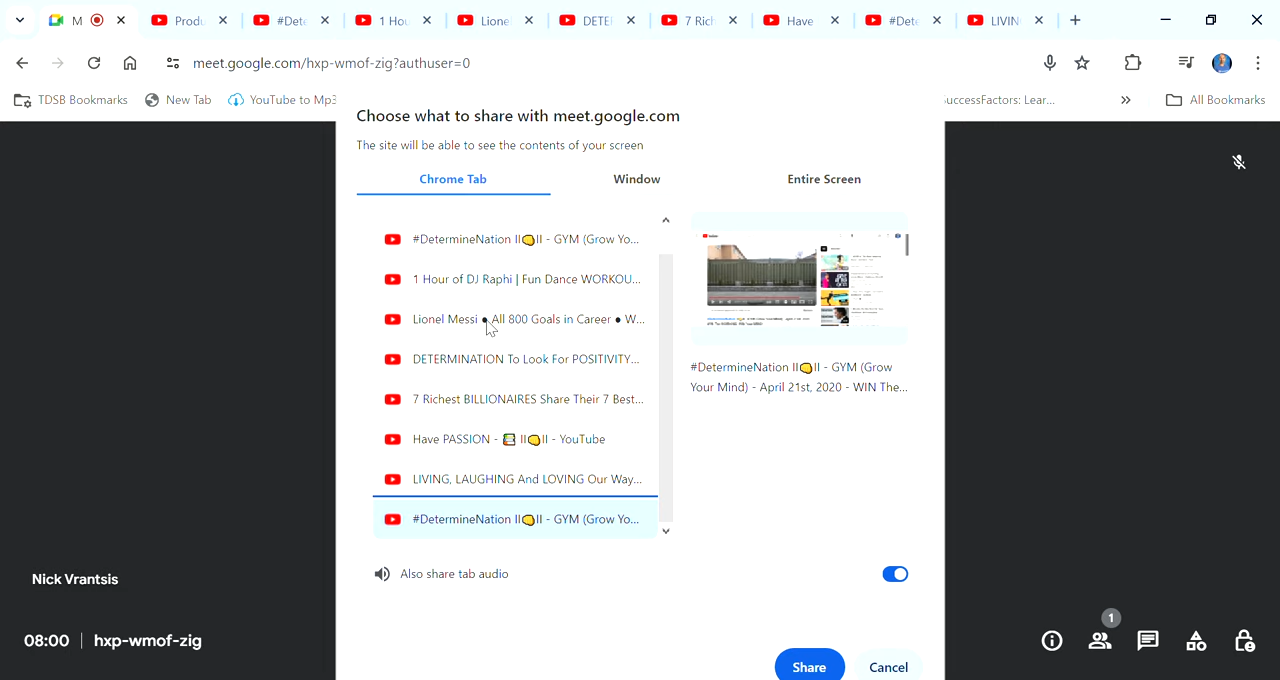 M
Produ
#Dete
1 Hou
Lione
DETE
7 Rich
Have
#Dete
LIVIN
meet.google.com/hxp-wmof-zig?authuser=0
TDSB Bookmarks
New Tab
YouTube to Mp3
SuccessFactors: Lear...
All Bookmarks
Choose what to share with meet.google.com
The site will be able to see the contents of your screen
Chrome Tab
Window
Entire Screen
#DetermineNation II👊II - GYM (Grow Yo...
1 Hour of DJ Raphi | Fun Dance WORKOU...
Lionel Messi ● All 800 Goals in Career ● W...
DETERMINATION To Look For POSITIVITY...
7 Richest BILLIONAIRES Share Their 7 Best...
Have PASSION - 📚 II👊II - YouTube
LIVING, LAUGHING And LOVING Our Way...
#DetermineNation II👊II - GYM (Grow Yo...
#DetermineNation II👊II - GYM (Grow
Your Mind) - April 21st, 2020 - WIN The...
Also share tab audio
Share
Cancel
Nick Vrantsis
08:00 | hxp-wmof-zig
1